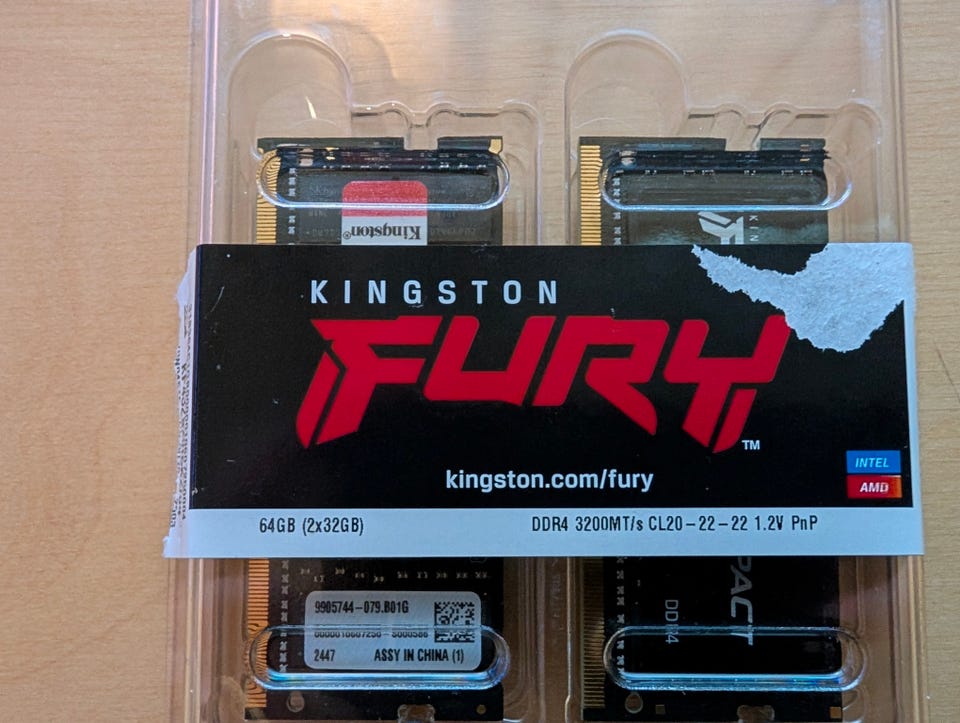 Kingston
KINGSTON
FURY
TM
kingston.com/fury
INTEL
AMD
64GB (2x32GB)
DDR4 3200MT/s CL20-22-22 1.2V PnP
9905744-079.B01G
2447 ASSY IN CHINA (1)
DDR4